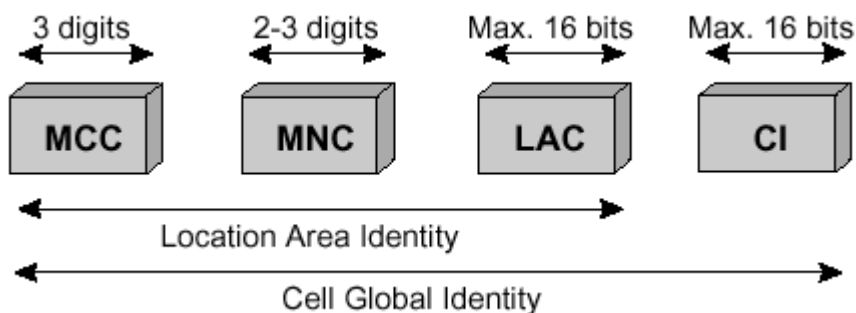 3 digits 2-3 digits Max. 16 bits Max. 16 bits
MCC MNC LAC CI
Location Area Identity
Cell Global Identity